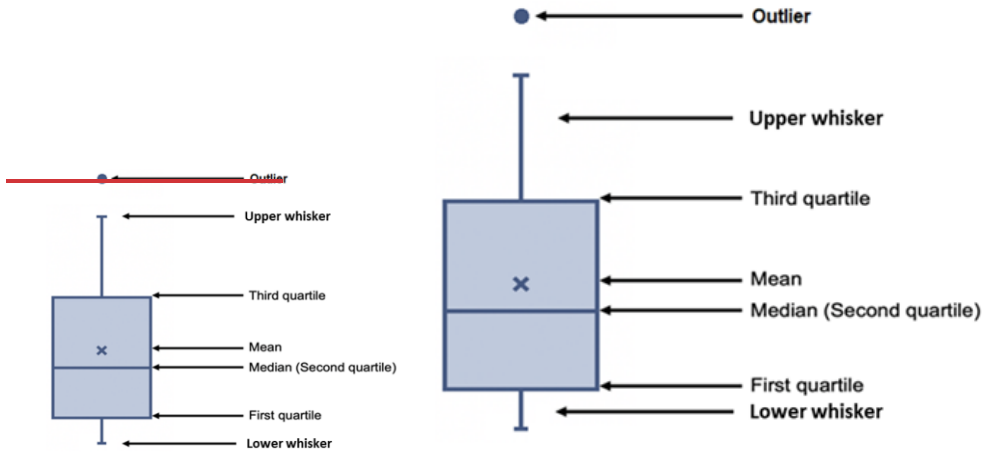 Outlier
Upper whisker
Third quartile
Mean
Median (Second quartile)
First quartile
Lower whisker
Outlier
Upper whisker
Third quartile
Mean
Median (Second quartile)
First quartile
Lower whisker